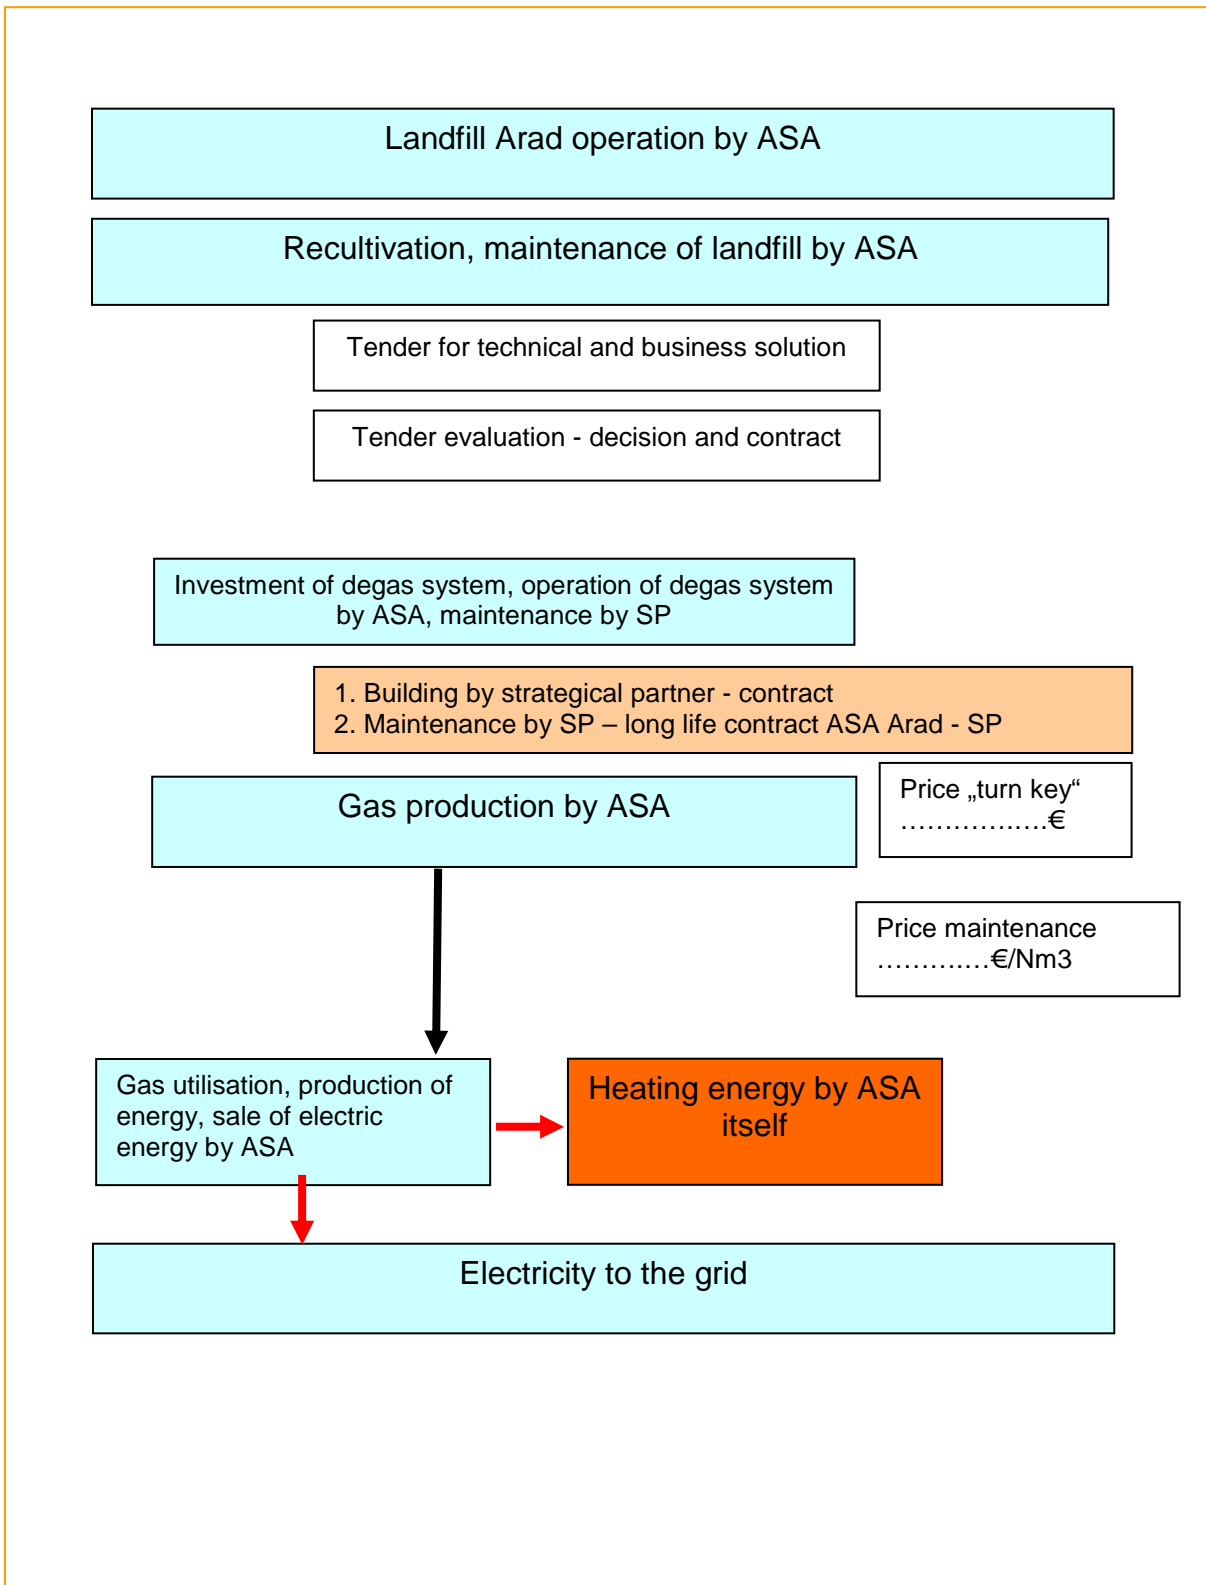 Landfill Arad operation by ASA
Recultivation, maintenance of landfill by ASA
Tender for technical and business solution
Tender evaluation - decision and contract
Investment of degas system, operation of degas system
by ASA, maintenance by SP
1. Building by strategical partner - contract
2. Maintenance by SP – long life contract ASA Arad - SP
Gas production by ASA
Price „turn key“
………….….€
Price maintenance
……….…€/Nm3
Gas utilisation, production of
energy, sale of electric
energy by ASA
Heating energy by ASA
itself
Electricity to the grid